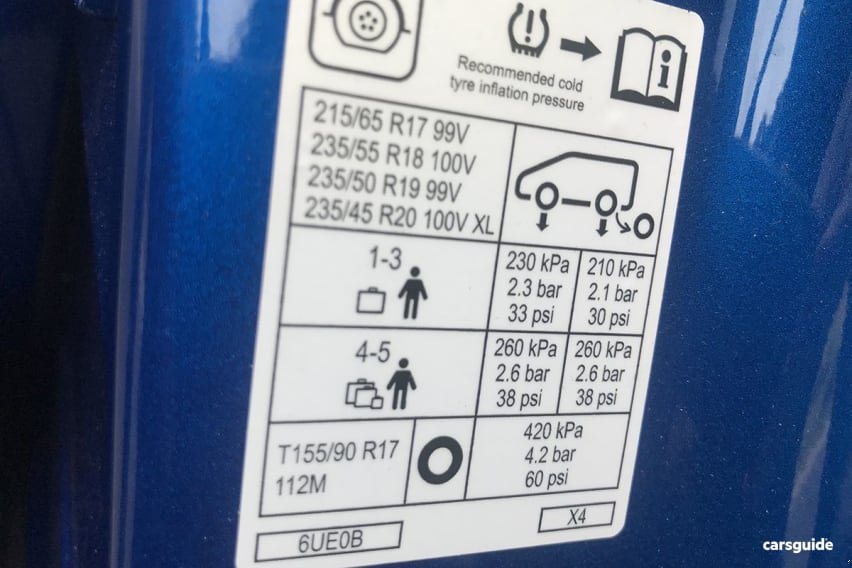 Recommended cold
tyre inflation pressure
215/65 R17 99V
235/55 R18 100V
235/50 R19 99V
235/45 R20 100V XL
1-3
230 kPa 210 kPa
2.3 bar 2.1 bar
33 psi 30 psi
4-5
260 kPa 260 kPa
2.6 bar 2.6 bar
38 psi 38 psi
T155/90 R17
112M
420 kPa
4.2 bar
60 psi
6UE0B
X4
carsguide